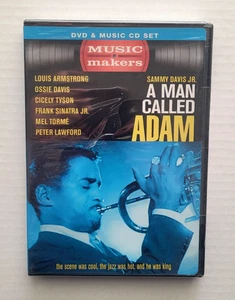 DVD & MUSIC CD SET
MUSIC
makers
LOUIS ARMSTRONG
OSSIE DAVIS
CICELY TYSON
FRANK SINATRA JR.
MEL TORMÉ
PETER LAWFORD
SAMMY DAVIS JR.
A MAN
CALLED
ADAM
the scene was cool, the jazz was hot, and he was king